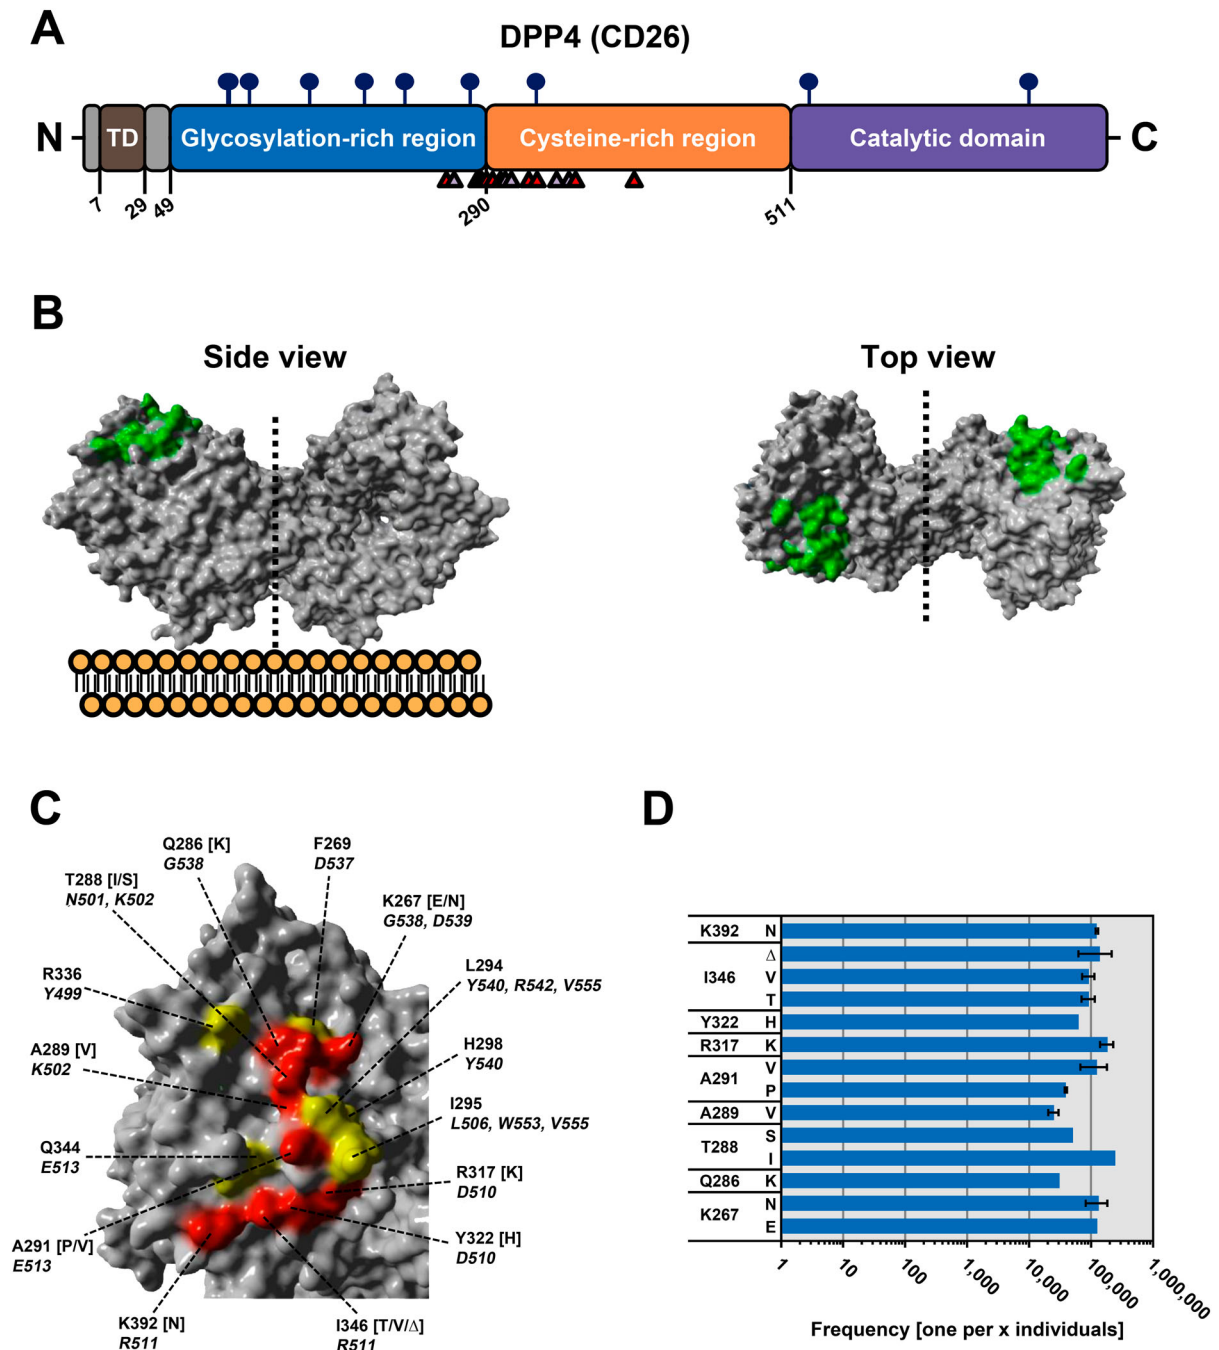 A
DPP4 (CD26)
N
TD
Glycosylation-rich region
Cysteine-rich region
Catalytic domain
C
7
29
49
290
511
B
Side view
Top view
C
Q286 [K]
G538
F269
D537
T288 [I/S]
N501, K502
K267 [E/N]
G538, D539
R336
Y499
L294
Y540, R542, V555
A289 [V]
K502
H298
Y540
I295
L506, W553, V555
Q344
E513
R317 [K]
D510
A291 [P/V]
E513
Y322 [H]
D510
K392 [N]
R511
I346 [T/V/Δ]
R511
D
K392 N
I346 Δ
V
T
Y322 H
R317 K
A291 V
P
A289 V
T288 S
I
Q286 K
K267 N
E
1
10
100
1,000
10,000
100,000
1,000,000
Frequency [one per x individuals]